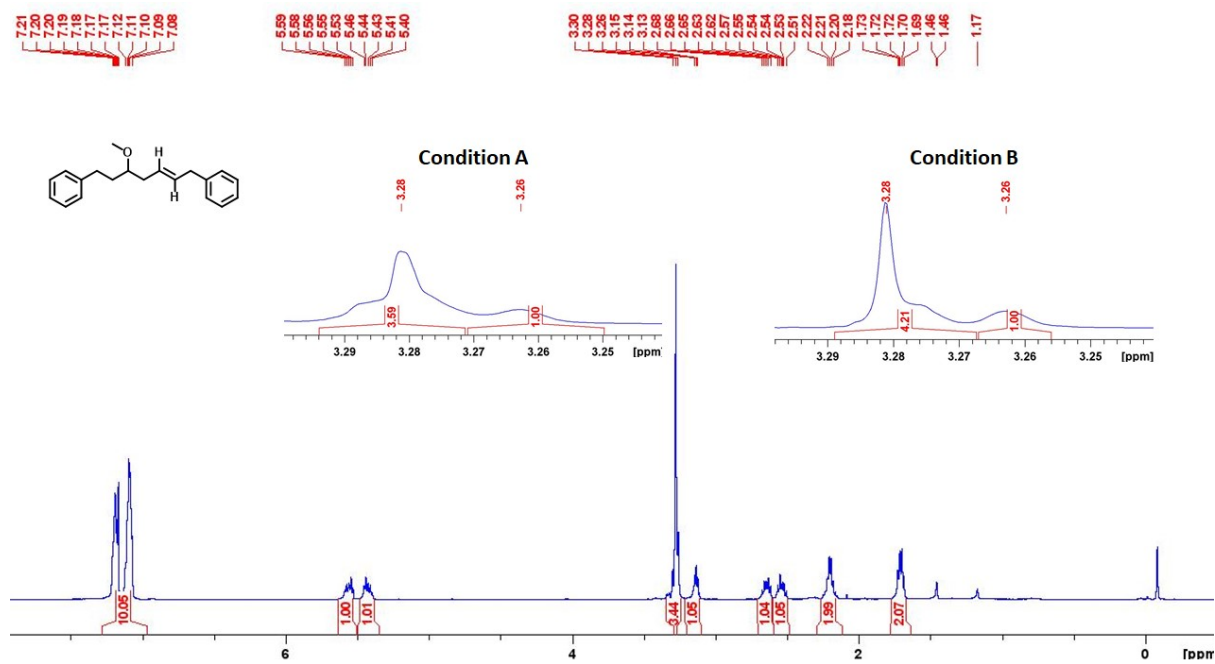 7.21 7.20 7.20 7.19 7.18 7.17 7.17 7.12 7.11 7.10 7.09 7.08 5.59 5.58 5.56 5.55 5.53 5.46 5.44 5.43 5.41 5.40 3.30 3.28 3.26 3.15 3.14 3.13 2.68 2.66 2.65 2.63 2.62 2.57 2.55 2.54 2.54 2.53 2.51 2.22 2.21 2.20 2.18 1.73 1.72 1.72 1.70 1.69 1.46 1.46 1.17
O
H
H
Condition A
3.28 3.26
3.59 1.00
3.29 3.28 3.27 3.26 3.25 [ppm]
Condition B
3.28 3.26
4.21 1.00
3.29 3.28 3.27 3.26 3.25 [ppm]
10.05 1.00 1.01 3.44 1.05 1.04 1.05 1.99 2.07
6 4 2 0 [ppm]